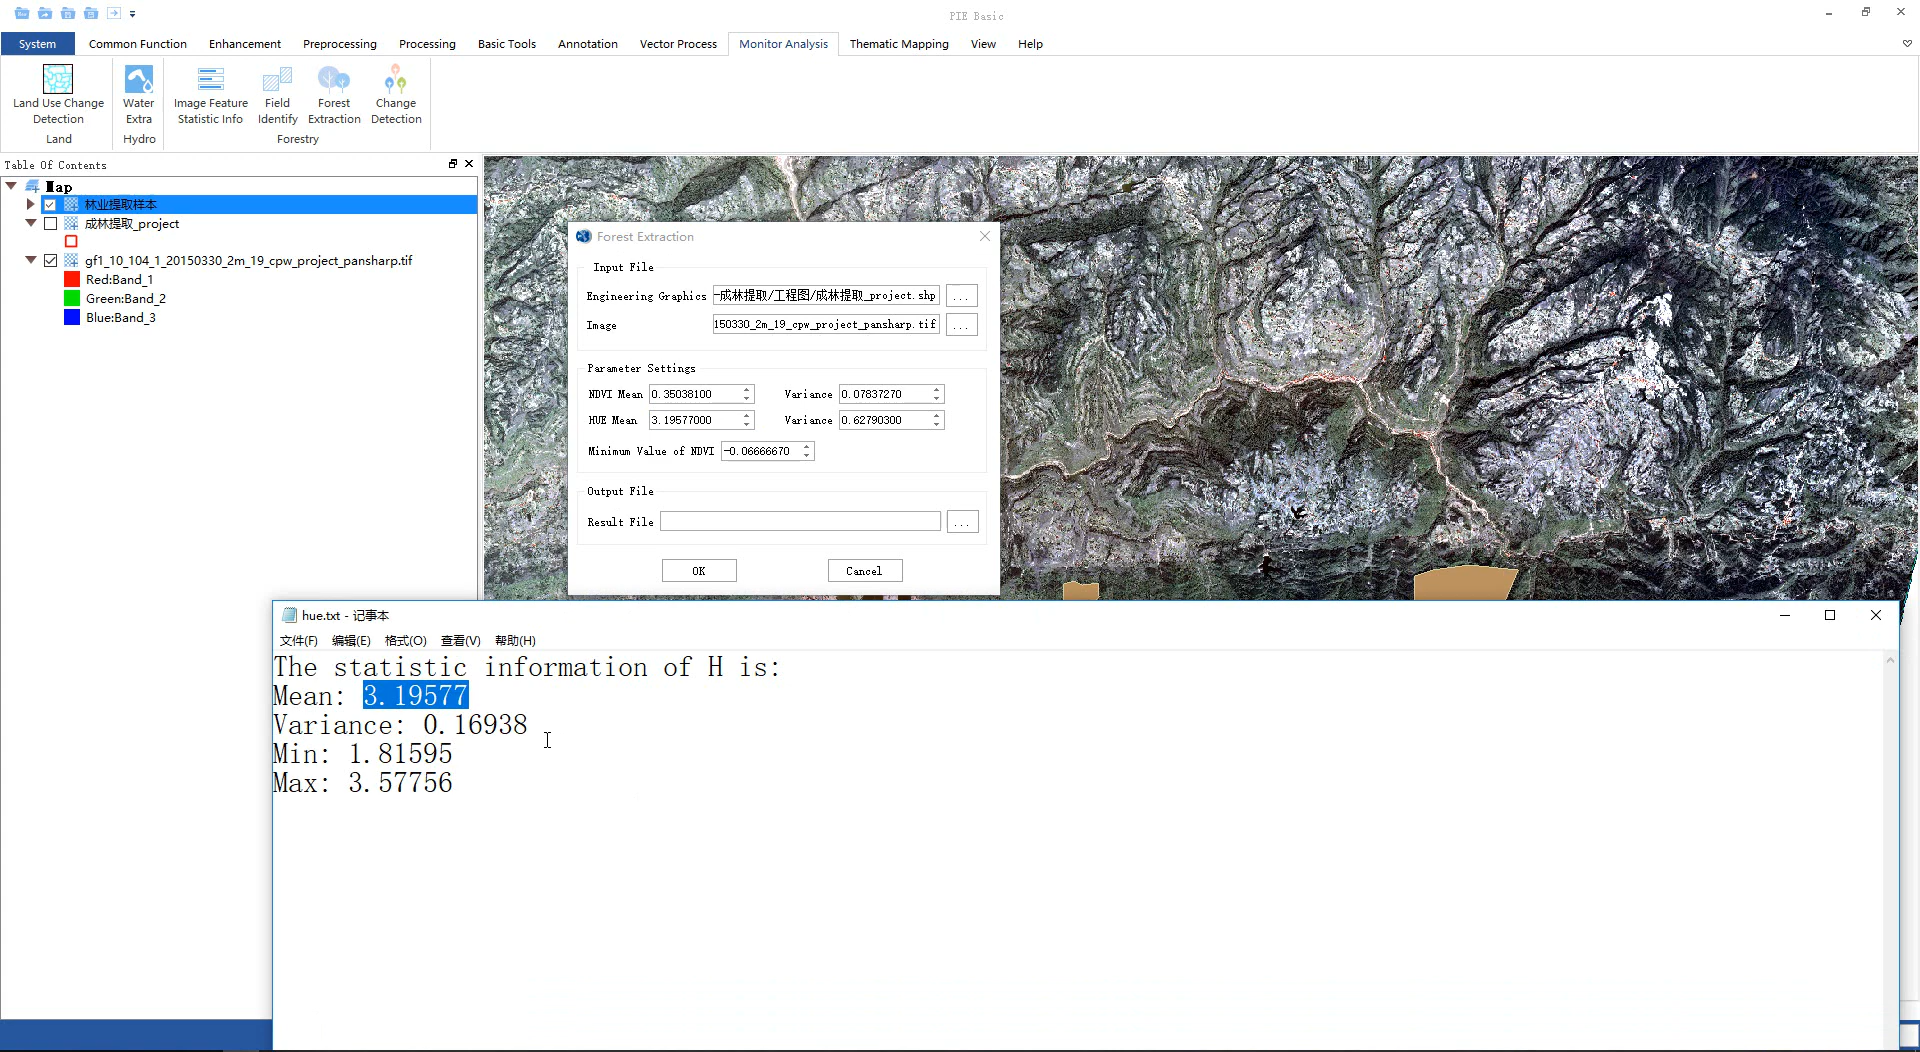 PIE Basic
System Common Function Enhancement Preprocessing Processing Basic Tools Annotation Vector Process Monitor Analysis Thematic Mapping View Help
Land Use Change Detection
Water Extra
Image Feature Statistic Info
Field Identify
Forest Extraction
Change Detection
Land Hydro Forestry
Table Of Contents
Map
林业提取样本
成林提取_project
gf1_10_104_1_20150330_2m_19_cpw_project_pansharp.tif
Red:Band_1
Green:Band_2
Blue:Band_3
Forest Extraction
Input File
Engineering Graphics -成林提取/工程图/成林提取_project.shp ...
Image 150330_2m_19_cpw_project_pansharp.tif ...
Parameter Settings
NDVI Mean 0.35038100 Variance 0.07837270
HUE Mean 3.19577000 Variance 0.62790300
Minimum Value of NDVI -0.06666670
Output File
Result File ...
OK Cancel
hue.txt - 记事本
文件(F) 编辑(E) 格式(O) 查看(V) 帮助(H)
The statistic information of H is:
Mean: 3.19577
Variance: 0.16938
Min: 1.81595
Max: 3.57756